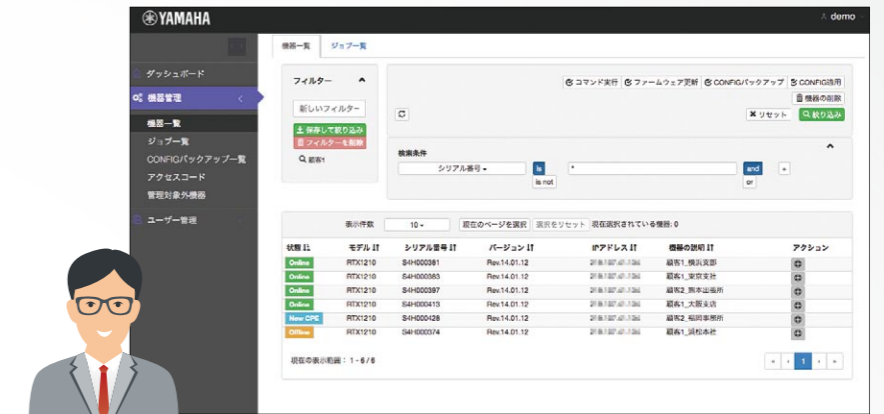 YAMAHA
demo
機器一覧 ジョブ一覧
ダッシュボード
機器管理
機器一覧
ジョブ一覧
CONFIGバックアップ一覧
アクセスコード
管理対象外機器
ユーザー管理
フィルター
新しいフィルター
保存して絞り込み
フィルターを削除
顧客1
コマンド実行 ファームウェア更新 CONFIGバックアップ CONFIG適用
機器の削除
リセット 絞り込み
検索条件
シリアル番号 is * and +
is not or
表示件数 10 現在のページを選択 選択をリセット 現在選択されている機器: 0
状態 モデル シリアル番号 バージョン IPアドレス 機器の説明 アクション
Online RTX1210 S4H000361 Rev.14.01.12 顧客1_横浜支部
Online RTX1210 S4H000383 Rev.14.01.12 顧客1_東京支社
Online RTX1210 S4H000397 Rev.14.01.12 顧客2_熊本出張所
Online RTX1210 S4H000413 Rev.14.01.12 顧客1_大阪支店
New CPE RTX1210 S4H000428 Rev.14.01.12 顧客2_福岡事務所
Offline RTX1210 S4H000374 Rev.14.01.12 顧客1_浜松本社
現在の表示範囲: 1 - 6 / 6
« ‹ 1 › »